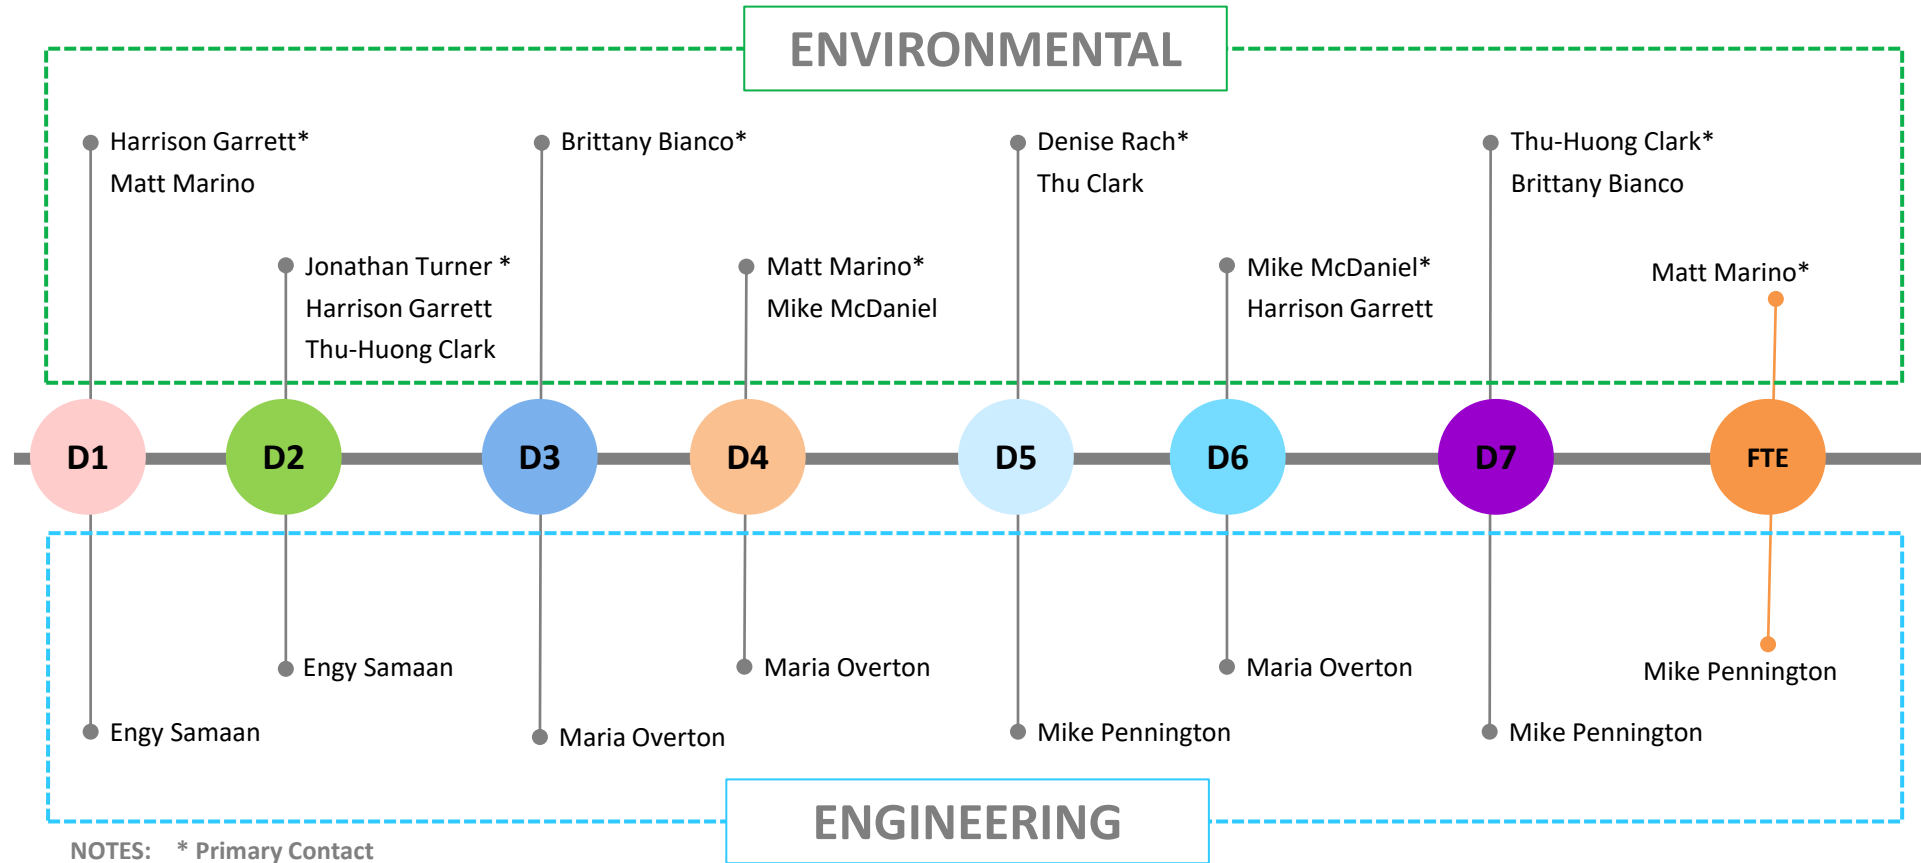 ENVIRONMENTAL
Harrison Garrett*
Matt Marino
Jonathan Turner *
Harrison Garrett
Thu-Huong Clark
Brittany Bianco*
Matt Marino*
Mike McDaniel
Denise Rach*
Thu Clark
Mike McDaniel*
Harrison Garrett
Thu-Huong Clark*
Brittany Bianco
Matt Marino*
D1
D2
D3
D4
D5
D6
D7
FTE
Engy Samaan
Engy Samaan
Maria Overton
Maria Overton
Mike Pennington
Maria Overton
Mike Pennington
Mike Pennington
ENGINEERING
NOTES: * Primary Contact